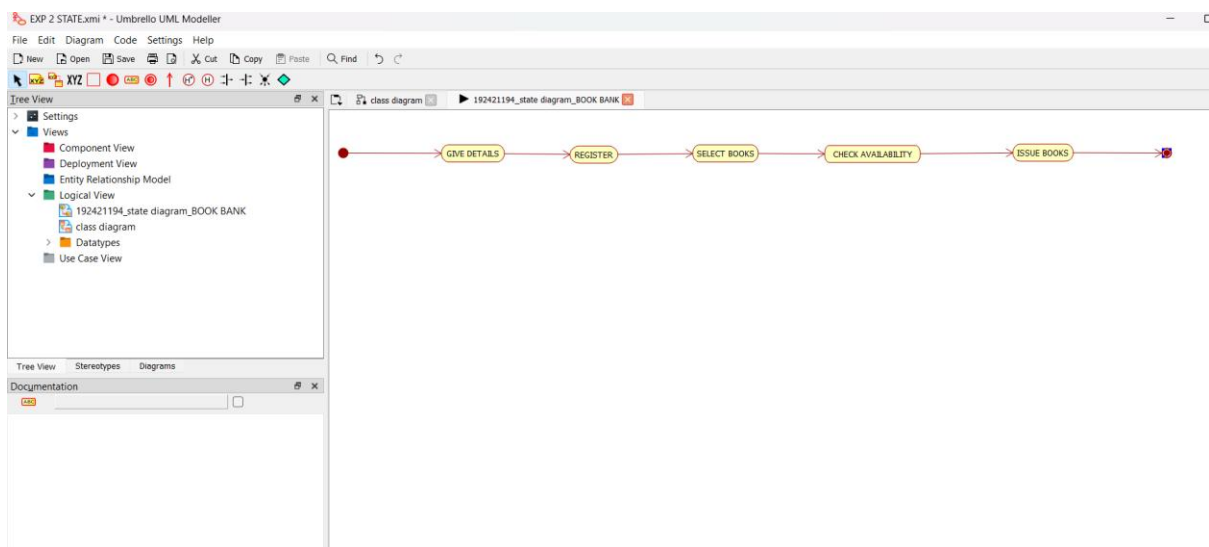 EXP 2 STATE.xmi * - Umbrello UML Modeller
File Edit Diagram Code Settings Help
New Open Save Cut Copy Paste Find
XYZ XYZ ABC H* H
Tree View
class diagram 192421194_state diagram_BOOK BANK
Settings
Views
Component View
Deployment View
Entity Relationship Model
Logical View
192421194_state diagram_BOOK BANK
class diagram
Datatypes
Use Case View
GIVE DETAILS REGISTER SELECT BOOKS CHECK AVAILABILITY ISSUE BOOKS
Tree View Stereotypes Diagrams
Documentation
ABC